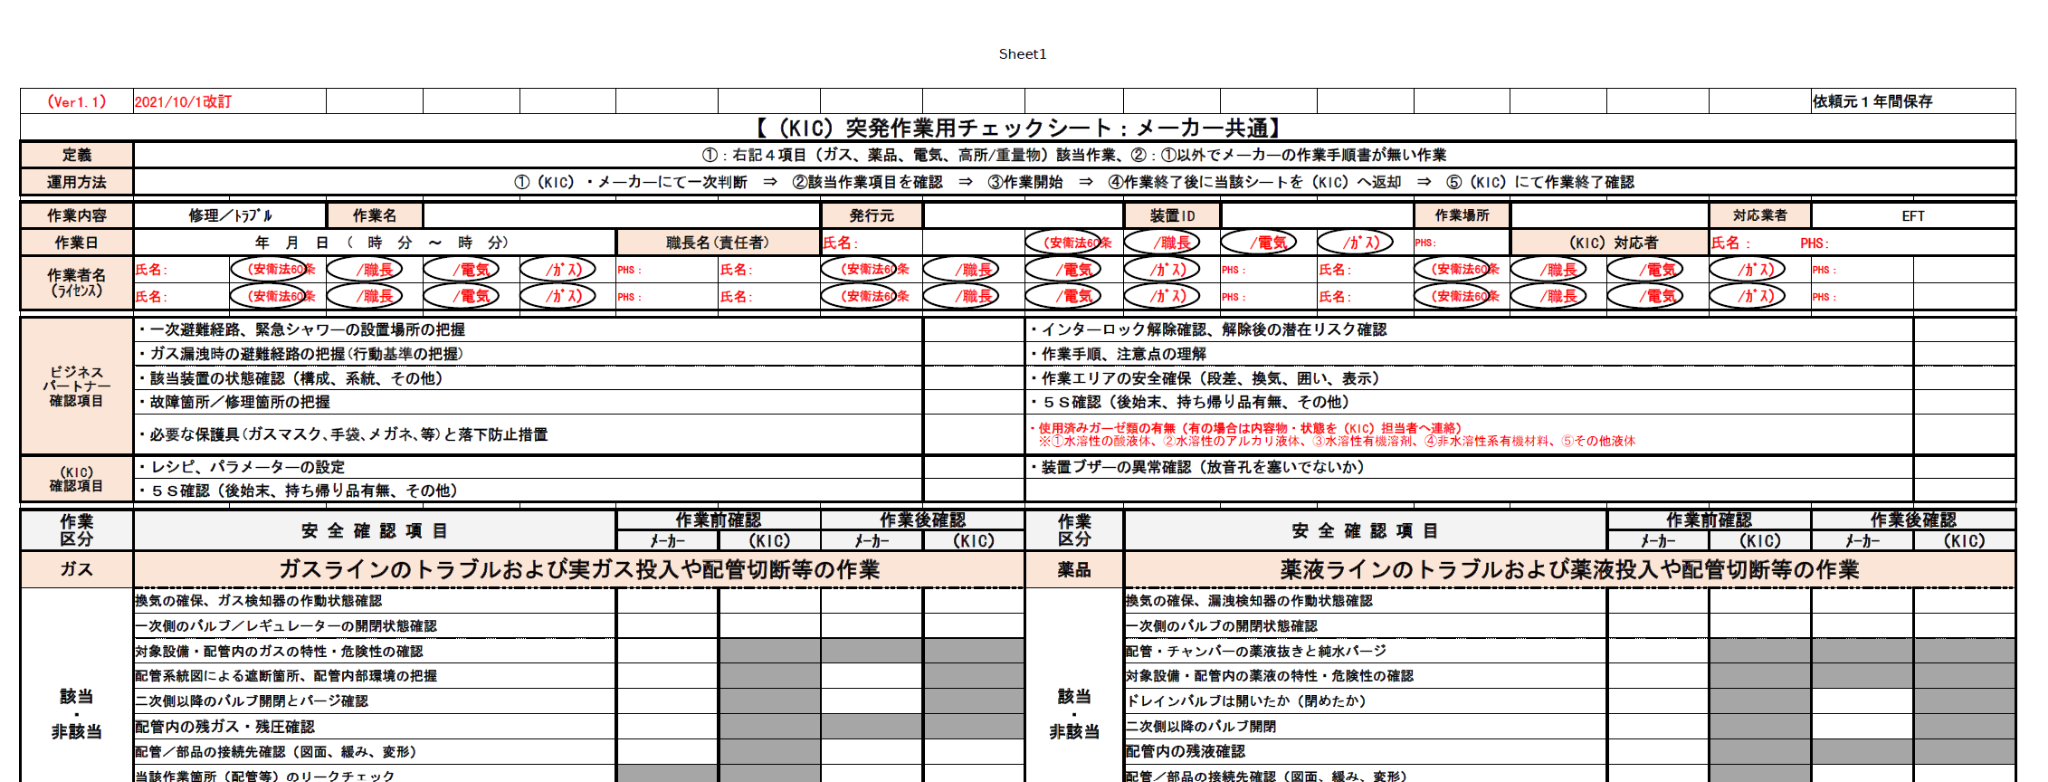 Sheet1
（Ver1.1） 2021/10/1改訂 依頼元１年間保存
【（KIC）突発作業用チェックシート：メーカー共通】
定義 ①：右記４項目（ガス、薬品、電気、高所/重量物）該当作業、②：①以外でメーカーの作業手順書が無い作業
運用方法 ①（KIC）・メーカーにて一次判断 ⇒ ②該当作業項目を確認 ⇒ ③作業開始 ⇒ ④作業終了後に当該シートを（KIC）へ返却 ⇒ ⑤（KIC）にて作業終了確認
作業内容 修理／ﾄﾗﾌﾞﾙ 作業名 発行元 装置ID 作業場所 対応業者 EFT
作業日 年 月 日 （ 時 分 ～ 時 分） 職長名（責任者） 氏名： （安衛法60条 /職長 /電気 /ｶﾞｽ） PHS： （KIC）対応者 氏名： PHS：
作業者名
（ﾗｲｾﾝｽ）
氏名： （安衛法60条 /職長 /電気 /ｶﾞｽ） PHS： 氏名： （安衛法60条 /職長 /電気 /ｶﾞｽ） PHS： 氏名： （安衛法60条 /職長 /電気 /ｶﾞｽ） PHS：
氏名： （安衛法60条 /職長 /電気 /ｶﾞｽ） PHS： 氏名： （安衛法60条 /職長 /電気 /ｶﾞｽ） PHS： 氏名： （安衛法60条 /職長 /電気 /ｶﾞｽ） PHS：
ビジネス
パートナー
確認項目
・一次避難経路、緊急シャワーの設置場所の把握 ・インターロック解除確認、解除後の潜在リスク確認
・ガス漏洩時の避難経路の把握（行動基準の把握） ・作業手順、注意点の理解
・該当装置の状態確認（構成、系統、その他） ・作業エリアの安全確保（段差、換気、囲い、表示）
・故障箇所／修理箇所の把握 ・５Ｓ確認（後始末、持ち帰り品有無、その他）
・必要な保護具（ガスマスク、手袋、メガネ、等）と落下防止措置 ・使用済みガーゼ類の有無（有の場合は内容物・状態を（KIC）担当者へ連絡）
※①水溶性の酸液体、②水溶性のアルカリ液体、③水溶性有機溶剤、④非水溶性系有機材料、⑤その他液体
（KIC）
確認項目
・レシピ、パラメーターの設定 ・装置ブザーの異常確認（放音孔を塞いでないか）
・５Ｓ確認（後始末、持ち帰り品有無、その他）
作業
区分
安 全 確 認 項 目 作業前確認 作業後確認
ﾒｰｶｰ （KIC） ﾒｰｶｰ （KIC）
作業
区分
安 全 確 認 項 目 作業前確認 作業後確認
ﾒｰｶｰ （KIC） ﾒｰｶｰ （KIC）
ガス ガスラインのトラブルおよび実ガス投入や配管切断等の作業 薬品 薬液ラインのトラブルおよび薬液投入や配管切断等の作業
該当
・
非該当
換気の確保、ガス検知器の作動状態確認
一次側のバルブ／レギュレーターの開閉状態確認
対象設備・配管内のガスの特性・危険性の確認
配管系統図による遮断箇所、配管内部環境の把握
二次側以降のバルブ開閉とパージ確認
配管内の残ガス・残圧確認
配管／部品の接続先確認（図面、緩み、変形）
当該作業箇所（配管等）のリークチェック
該当
・
非該当
換気の確保、漏洩検知器の作動状態確認
一次側のバルブの開閉状態確認
配管・チャンバーの薬液抜きと純水パージ
対象設備・配管内の薬液の特性・危険性の確認
ドレインバルブは開いたか（閉めたか）
二次側以降のバルブ開閉
配管内の残液確認
配管／部品の接続先確認（図面、緩み、変形）